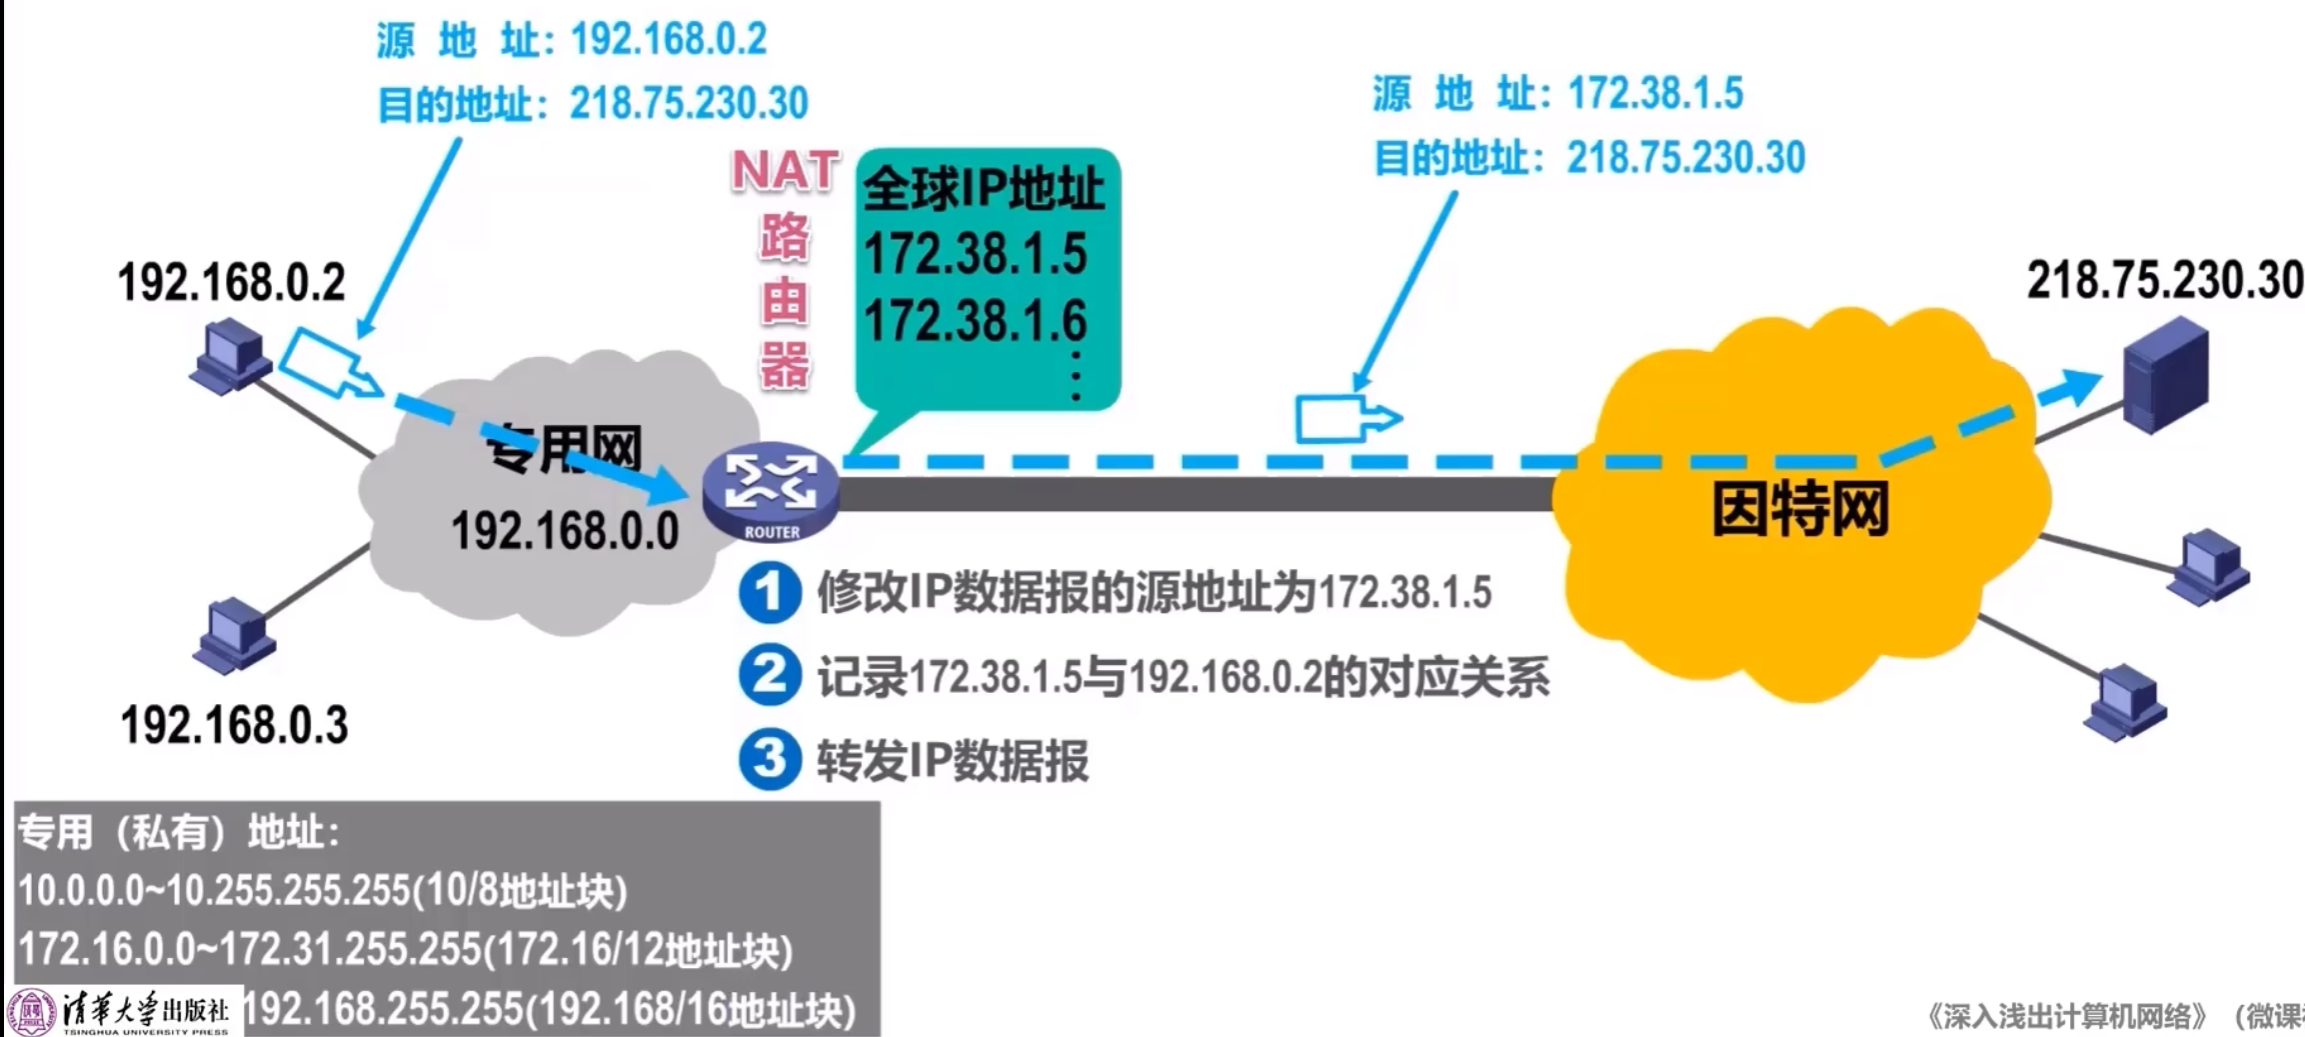 源 地 址：192.168.0.2
目的地址：218.75.230.30
源 地 址：172.38.1.5
目的地址：218.75.230.30
NAT
路
由
器
全球IP地址
172.38.1.5
172.38.1.6
⋮
192.168.0.2
218.75.230.30
专用网
192.168.0.0
ROUTER
因特网
192.168.0.3
1 修改IP数据报的源地址为172.38.1.5
2 记录172.38.1.5与192.168.0.2的对应关系
3 转发IP数据报
专用（私有）地址：
10.0.0.0~10.255.255.255(10/8地址块)
172.16.0.0~172.31.255.255(172.16/12地址块)
192.168.255.255(192.168/16地址块)
清华大学出版社
TSINGHUA UNIVERSITY PRESS
《深入浅出计算机网络》（微课